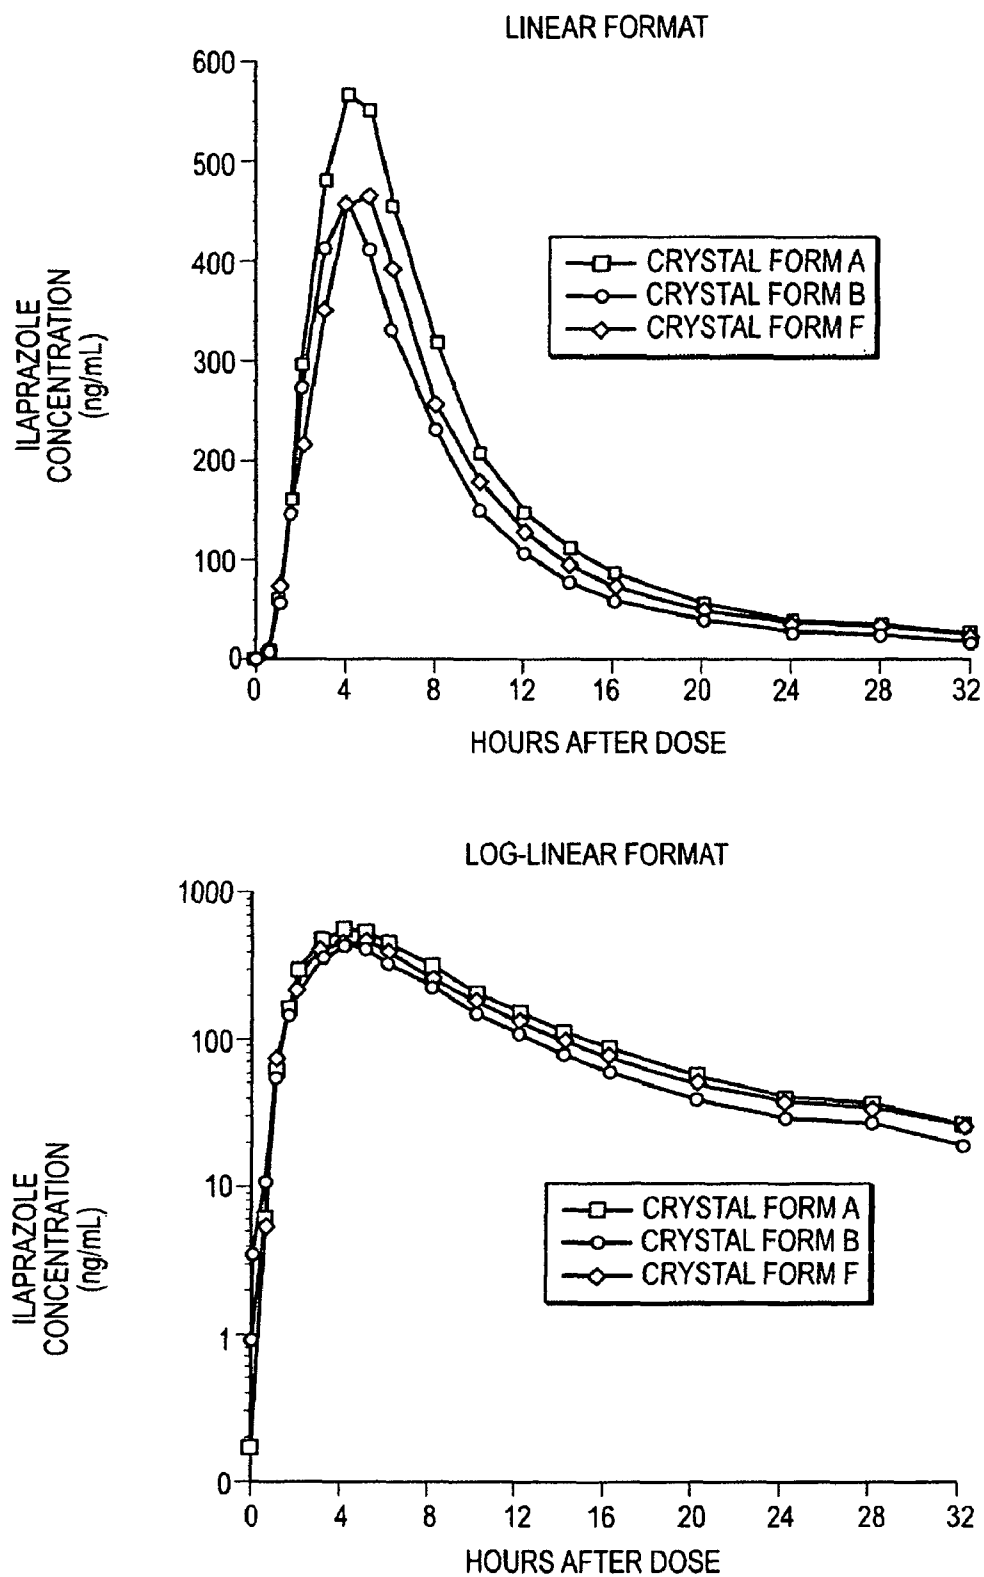 LINEAR FORMAT
600
500
400
300
200
100
0
ILAPRAZOLE
CONCENTRATION
(ng/mL)
CRYSTAL FORM A
CRYSTAL FORM B
CRYSTAL FORM F
0 4 8 12 16 20 24 28 32
HOURS AFTER DOSE
LOG-LINEAR FORMAT
1000
100
10
1
0
ILAPRAZOLE
CONCENTRATION
(ng/mL)
CRYSTAL FORM A
CRYSTAL FORM B
CRYSTAL FORM F
0 4 8 12 16 20 24 28 32
HOURS AFTER DOSE